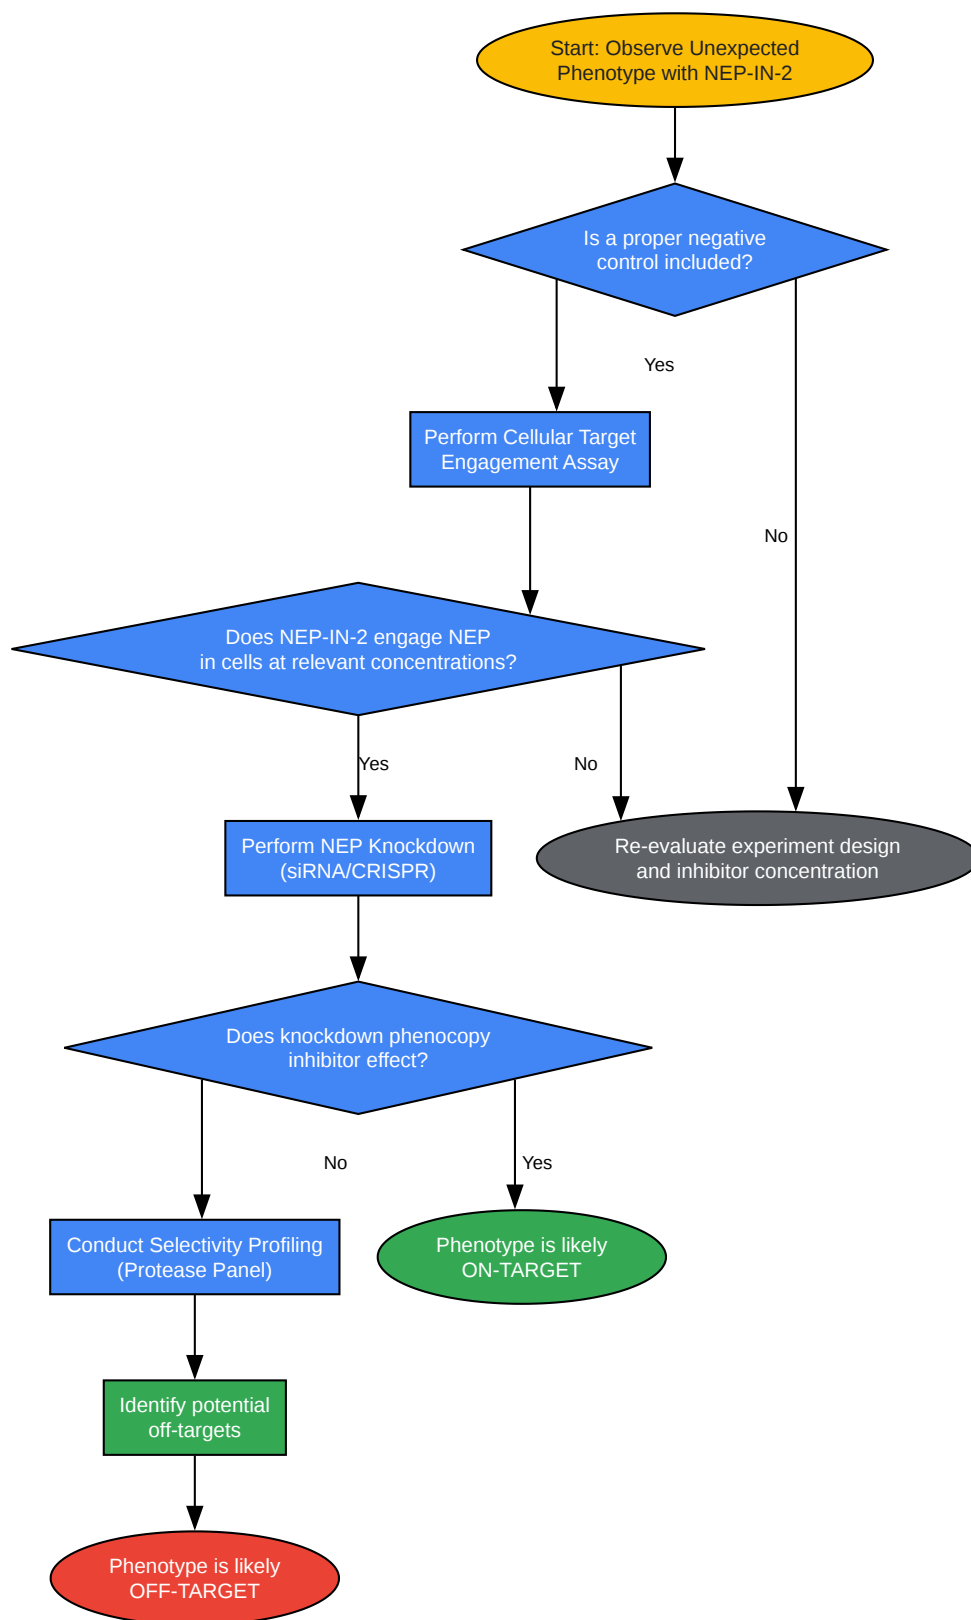 Start: Observe Unexpected
Phenotype with NEP-IN-2
Is a proper negative
control included?
Yes
Perform Cellular Target
Engagement Assay
No
Does NEP-IN-2 engage NEP
in cells at relevant concentrations?
Yes
No
Perform NEP Knockdown
(siRNA/CRISPR)
Re-evaluate experiment design
and inhibitor concentration
Does knockdown phenocopy
inhibitor effect?
No
Yes
Conduct Selectivity Profiling
(Protease Panel)
Phenotype is likely
ON-TARGET
Identify potential
off-targets
Phenotype is likely
OFF-TARGET